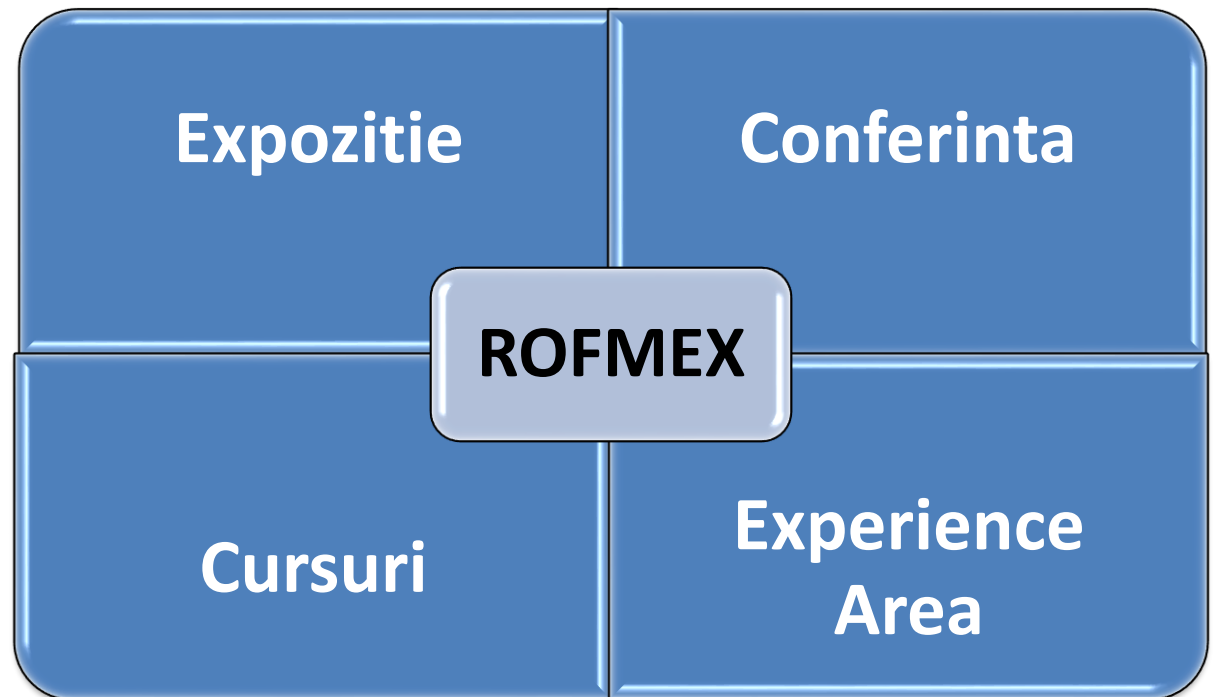 Expozitie
Conferinta
ROFMEX
Cursuri
Experience
Area